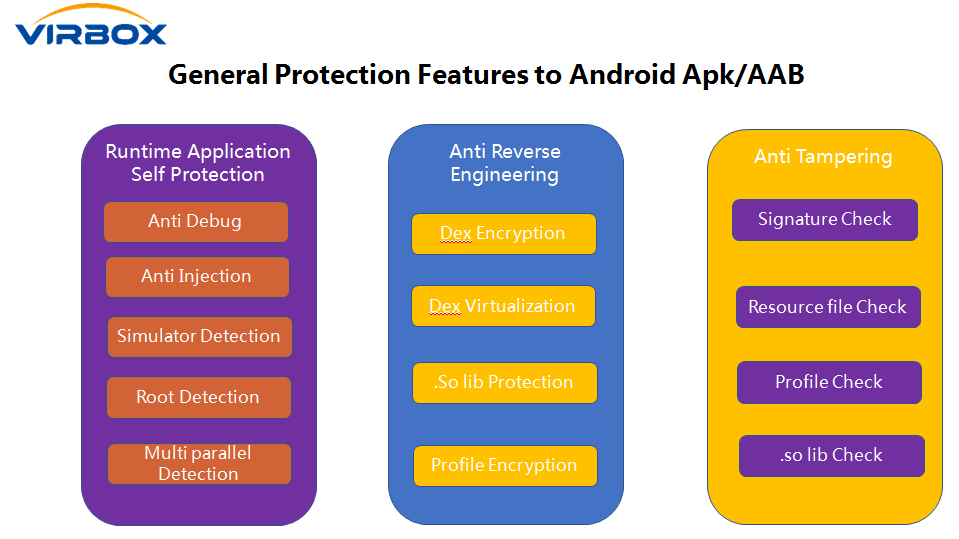 VIRBOX
General Protection Features to Android Apk/AAB
Runtime Application
Self Protection
Anti Debug
Anti Injection
Simulator Detection
Root Detection
Multi parallel
Detection
Anti Reverse
Engineering
Dex Encryption
Dex Virtualization
.So lib Protection
Profile Encryption
Anti Tampering
Signature Check
Resource file Check
Profile Check
.so lib Check